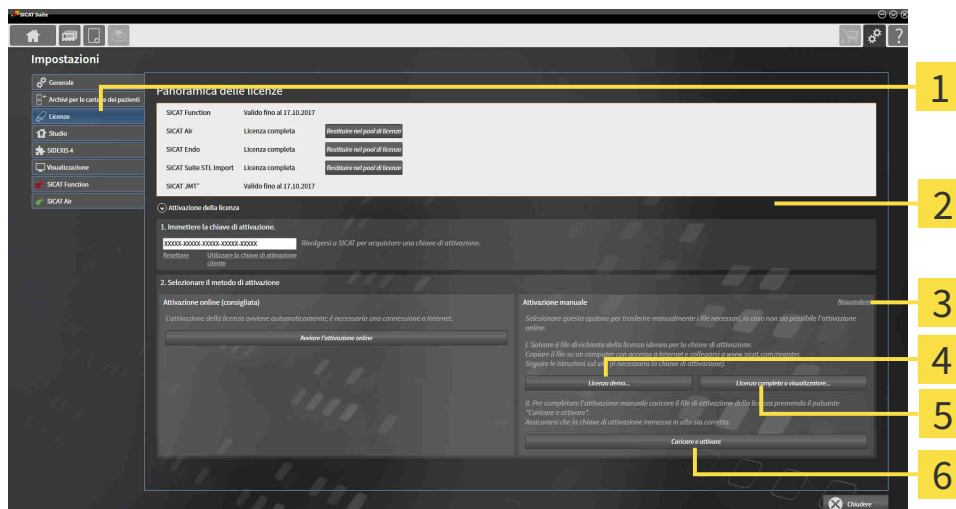 SICAT Suite
?
Impostazioni
Generale
Archivi per le cartelle dei pazienti
Licenze
Studio
SIDEXIS 4
Visualizzazione
SICAT Function
SICAT Air
Panoramica delle licenze
SICAT Function Valido fino al 17.10.2017
SICAT Air Licenza completa Restituire nel pool di licenze
SICAT Endo Licenza completa Restituire nel pool di licenze
SICAT Suite STL Import Licenza completa Restituire nel pool di licenze
SICAT JMT+ Valido fino al 17.10.2017
Attivazione della licenza
1. Immettere la chiave di attivazione.
XXXXX-XXXXX-XXXXX-XXXXX-XXXXX Rivolgersi a SICAT per acquistare una chiave di attivazione.
Resettare Utilizzare la chiave di attivazione
cliente
2. Selezionare il metodo di attivazione
Attivazione online (consigliata)
L'attivazione della licenza avviene automaticamente; è necessaria una connessione a Internet.
Avviare l'attivazione online
Attivazione manuale Nascondere
Selezionare questa opzione per trasferire manualmente i file necessari, in caso non sia possibile l'attivazione
online.
I. Salvare il file di richiesta della licenza idoneo per la chiave di attivazione.
Copiare il file su un computer con accesso a Internet e collegarsi a www.sicat.com/register.
Seguire le istruzioni sul sito (è necessaria la chiave di attivazione).
Licenza demo... Licenza completa o visualizzatore...
II. Per completare l'attivazione manuale caricare il file di attivazione della licenza premendo il pulsante
"Caricare e attivare".
Assicurarsi che la chiave di attivazione immessa in alto sia corretta.
Caricare e attivare
Chiudere
1
2
3
4
5
6